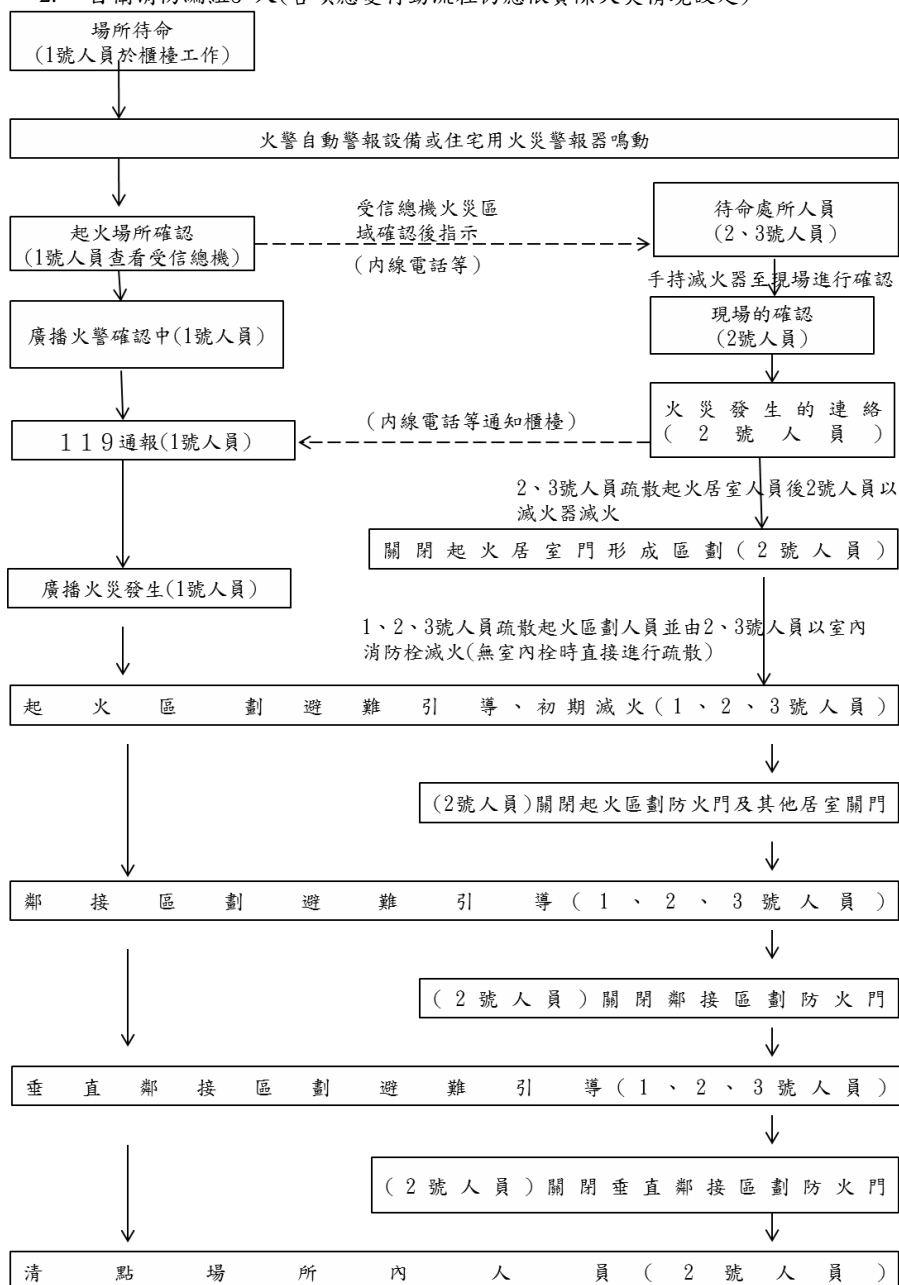 場所待命
(1號人員於櫃檯工作)
火警自動警報設備或住宅用火災警報器鳴動
起火場所確認
(1號人員查看受信總機)
受信總機火災區
域確認後指示
(內線電話等)
待命處所人員
(2、3號人員)
手持滅火器至現場進行確認
廣播火警確認中(1號人員)
現場的確認
(2號人員)
火災發生的連絡
(2號人員)
(內線電話等通知櫃檯)
119通報(1號人員)
2、3號人員疏散起火居室人員後2號人員以
滅火器滅火
關閉起火居室門形成區劃(2號人員)
廣播火災發生(1號人員)
1、2、3號人員疏散起火區劃人員並由2、3號人員以室內
消防栓滅火(無室內栓時直接進行疏散)
起火區劃避難引導、初期滅火(1、2、3號人員)
(2號人員)關閉起火區劃防火門及其他居室關門
鄰接區劃避難引導(1、2、3號人員)
(2號人員)關閉鄰接區劃防火門
垂直鄰接區劃避難引導(1、2、3號人員)
(2號人員)關閉垂直鄰接區劃防火門
清點場所內人員(2號人員)